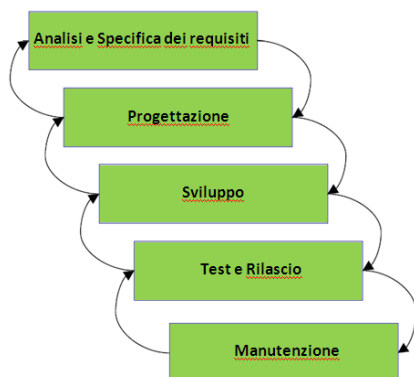 Analisi e Specifica dei requisiti
Progettazione
Sviluppo
Test e Rilascio
Manutenzione